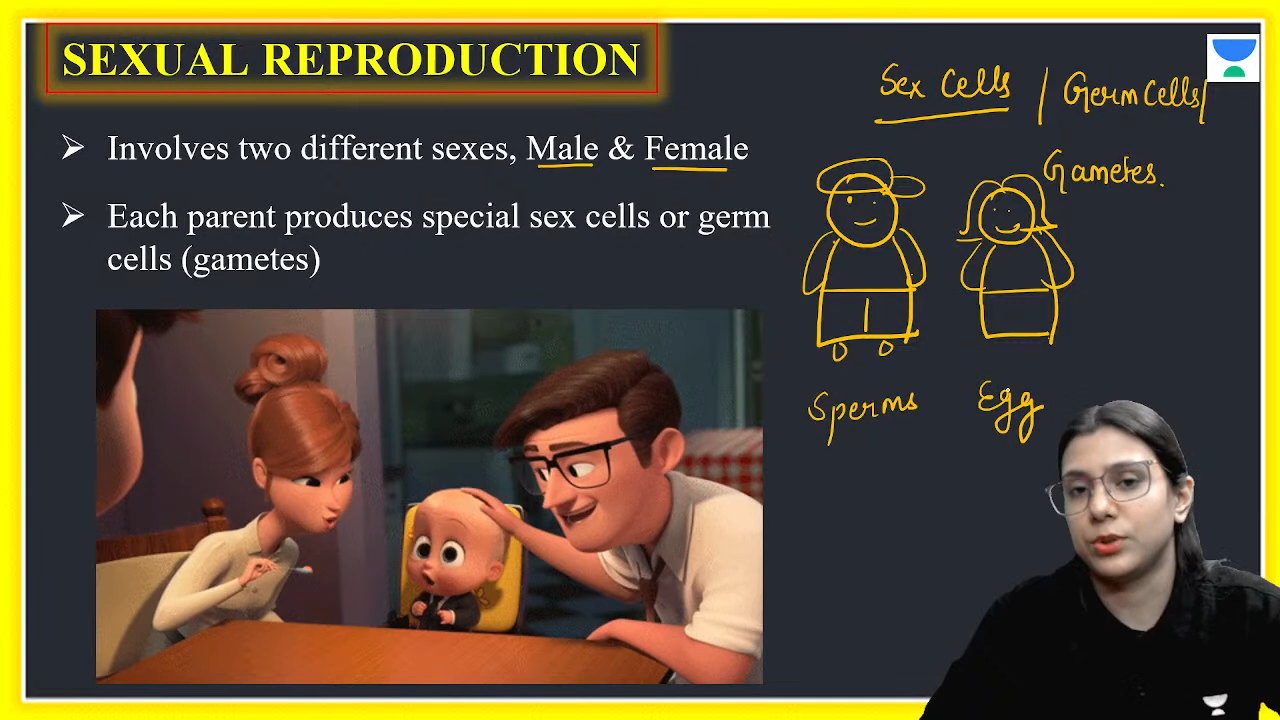 SEXUAL REPRODUCTION
Sex Cells / Germ Cells/
Gametes.
➢ Involves two different sexes, Male & Female
➢ Each parent produces special sex cells or germ
cells (gametes)
Sperms
Egg